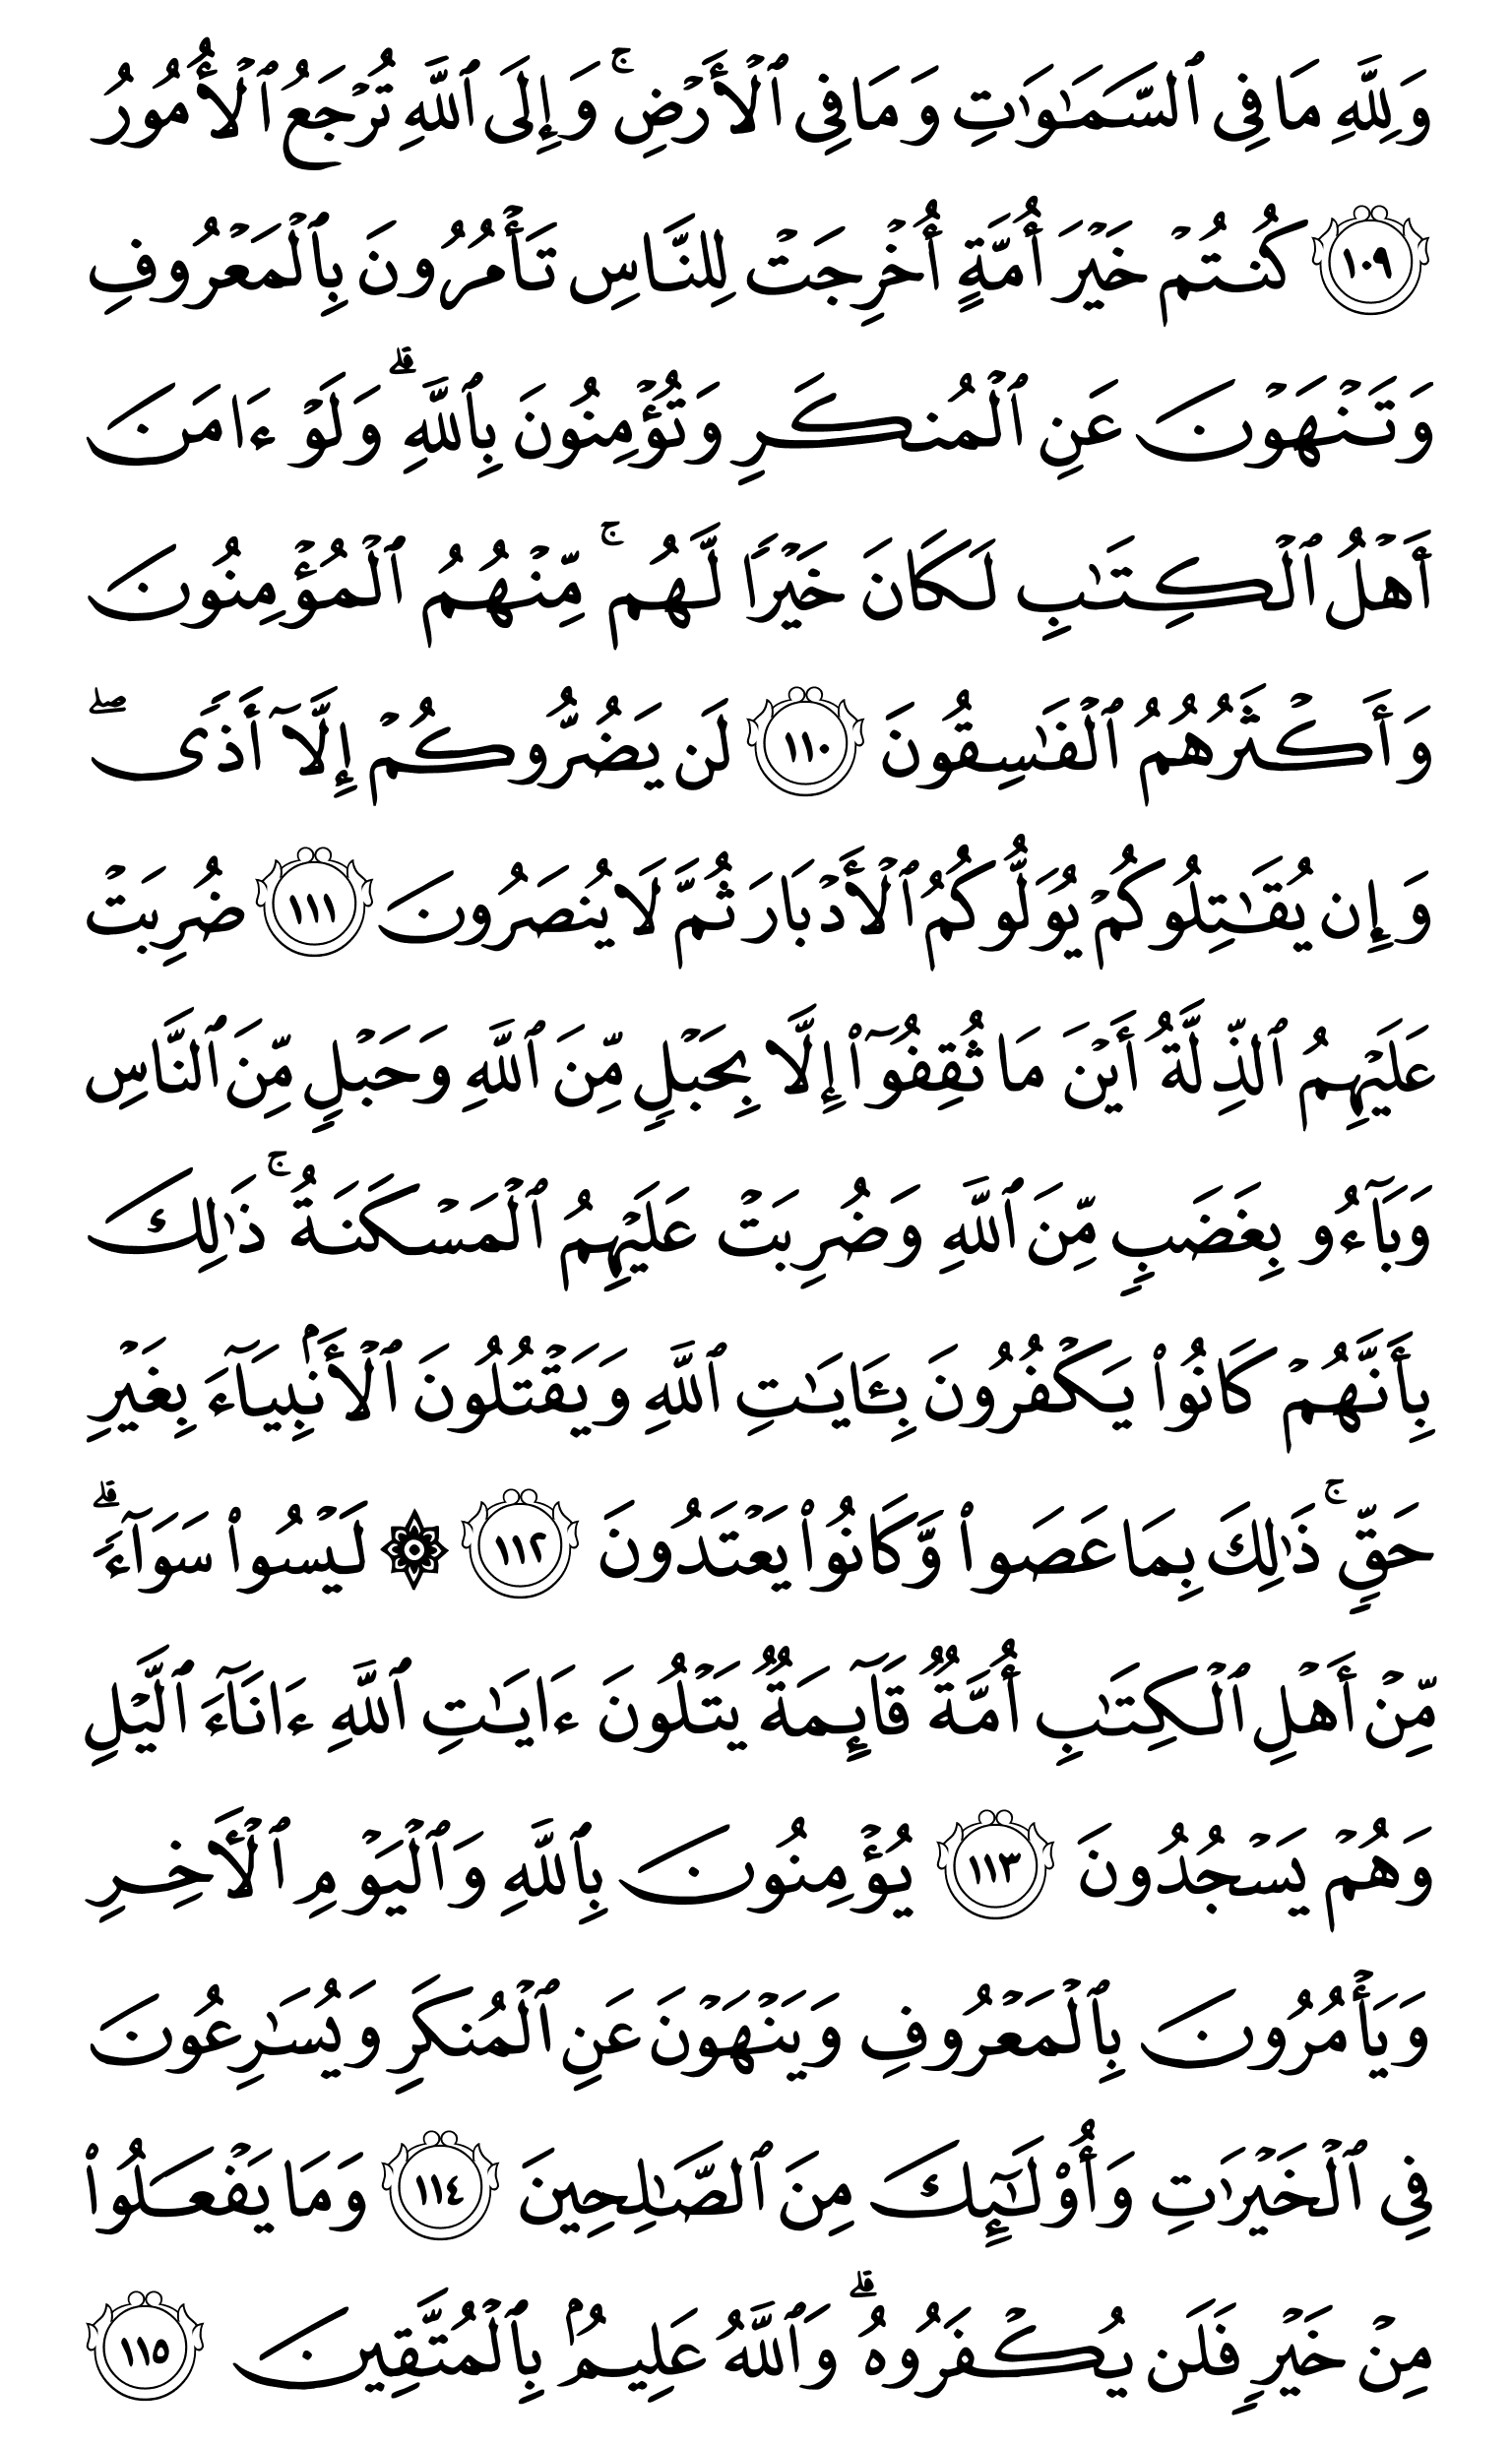 وَلِلَّهِ مَا فِي ٱلسَّمَٰوَٰتِ وَمَا فِي ٱلۡأَرۡضِۚ وَإِلَى ٱللَّهِ تُرۡجَعُ ٱلۡأُمُورُ
١٠٩ كُنتُمۡ خَيۡرَ أُمَّةٍ أُخۡرِجَتۡ لِلنَّاسِ تَأۡمُرُونَ بِٱلۡمَعۡرُوفِ
وَتَنۡهَوۡنَ عَنِ ٱلۡمُنكَرِ وَتُؤۡمِنُونَ بِٱللَّهِۗ وَلَوۡ ءَامَنَ
أَهۡلُ ٱلۡكِتَٰبِ لَكَانَ خَيۡرٗا لَّهُمۚ مِّنۡهُمُ ٱلۡمُؤۡمِنُونَ
وَأَكۡثَرُهُمُ ٱلۡفَٰسِقُونَ ١١٠ لَن يَضُرُّوكُمۡ إِلَّآ أَذٗىۖ
وَإِن يُقَٰتِلُوكُمۡ يُوَلُّوكُمُ ٱلۡأَدۡبَارَ ثُمَّ لَا يُنصَرُونَ ١١١ ضُرِبَتۡ
عَلَيۡهِمُ ٱلذِّلَّةُ أَيۡنَ مَا ثُقِفُوٓاْ إِلَّا بِحَبۡلٖ مِّنَ ٱللَّهِ وَحَبۡلٖ مِّنَ ٱلنَّاسِ
وَبَآءُو بِغَضَبٖ مِّنَ ٱللَّهِ وَضُرِبَتۡ عَلَيۡهِمُ ٱلۡمَسۡكَنَةُۚ ذَٰلِكَ
بِأَنَّهُمۡ كَانُواْ يَكۡفُرُونَ بِـَٔايَٰتِ ٱللَّهِ وَيَقۡتُلُونَ ٱلۡأَنۢبِيَآءَ بِغَيۡرِ
حَقّٖۚ ذَٰلِكَ بِمَا عَصَواْ وَّكَانُواْ يَعۡتَدُونَ ١١٢ ۞ لَيۡسُواْ سَوَآءٗۗ
مِّنۡ أَهۡلِ ٱلۡكِتَٰبِ أُمَّةٞ قَآئِمَةٞ يَتۡلُونَ ءَايَٰتِ ٱللَّهِ ءَانَآءَ ٱلَّيۡلِ
وَهُمۡ يَسۡجُدُونَ ١١٣ يُؤۡمِنُونَ بِٱللَّهِ وَٱلۡيَوۡمِ ٱلۡأٓخِرِ
وَيَأۡمُرُونَ بِٱلۡمَعۡرُوفِ وَيَنۡهَوۡنَ عَنِ ٱلۡمُنكَرِ وَيُسَٰرِعُونَ
فِي ٱلۡخَيۡرَٰتِ وَأُوْلَٰٓئِكَ مِنَ ٱلصَّٰلِحِينَ ١١٤ وَمَا يَفۡعَلُواْ
مِنۡ خَيۡرٖ فَلَن يُكۡفَرُوهُۗ وَٱللَّهُ عَلِيمُۢ بِٱلۡمُتَّقِينَ ١١٥